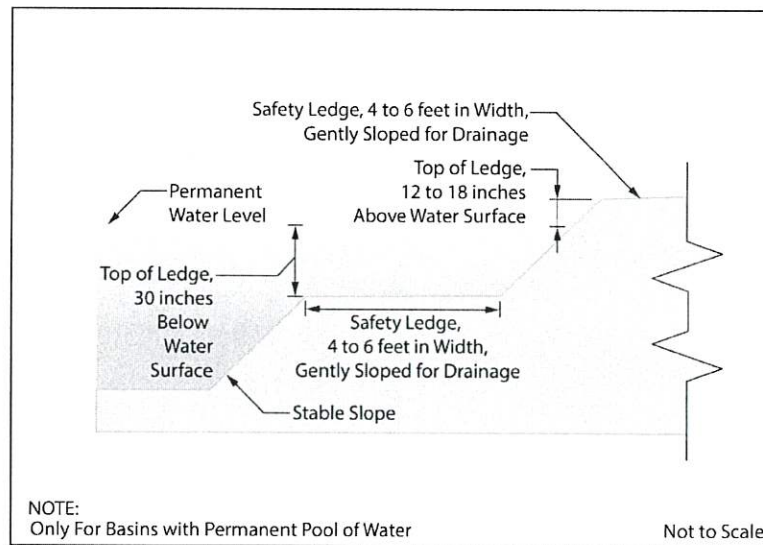 Safety Ledge, 4 to 6 feet in Width,
Gently Sloped for Drainage
Top of Ledge,
12 to 18 inches
Above Water Surface
Permanent
Water Level
Top of Ledge,
30 inches
Below
Water
Surface
Safety Ledge,
4 to 6 feet in Width,
Gently Sloped for Drainage
Stable Slope
NOTE:
Only For Basins with Permanent Pool of Water
Not to Scale